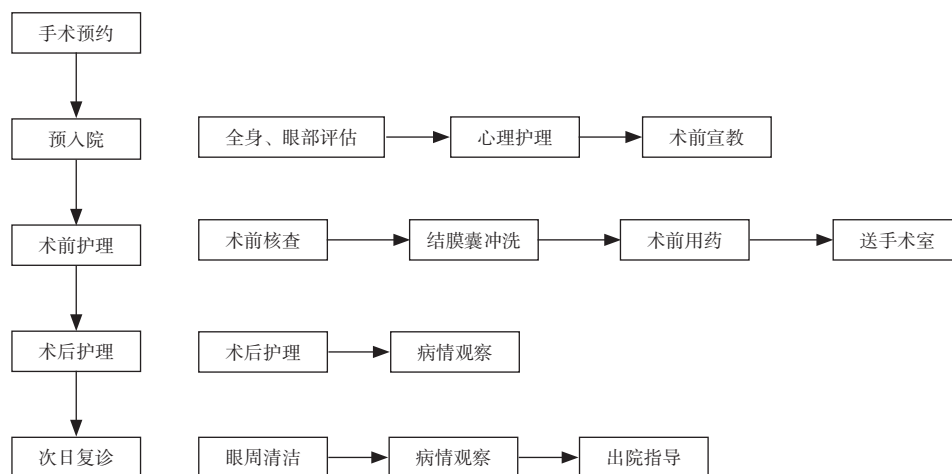 手术预约
预入院
全身、眼部评估
心理护理
术前宣教
术前护理
术前核查
结膜囊冲洗
术前用药
送手术室
术后护理
术后护理
病情观察
次日复诊
眼周清洁
病情观察
出院指导